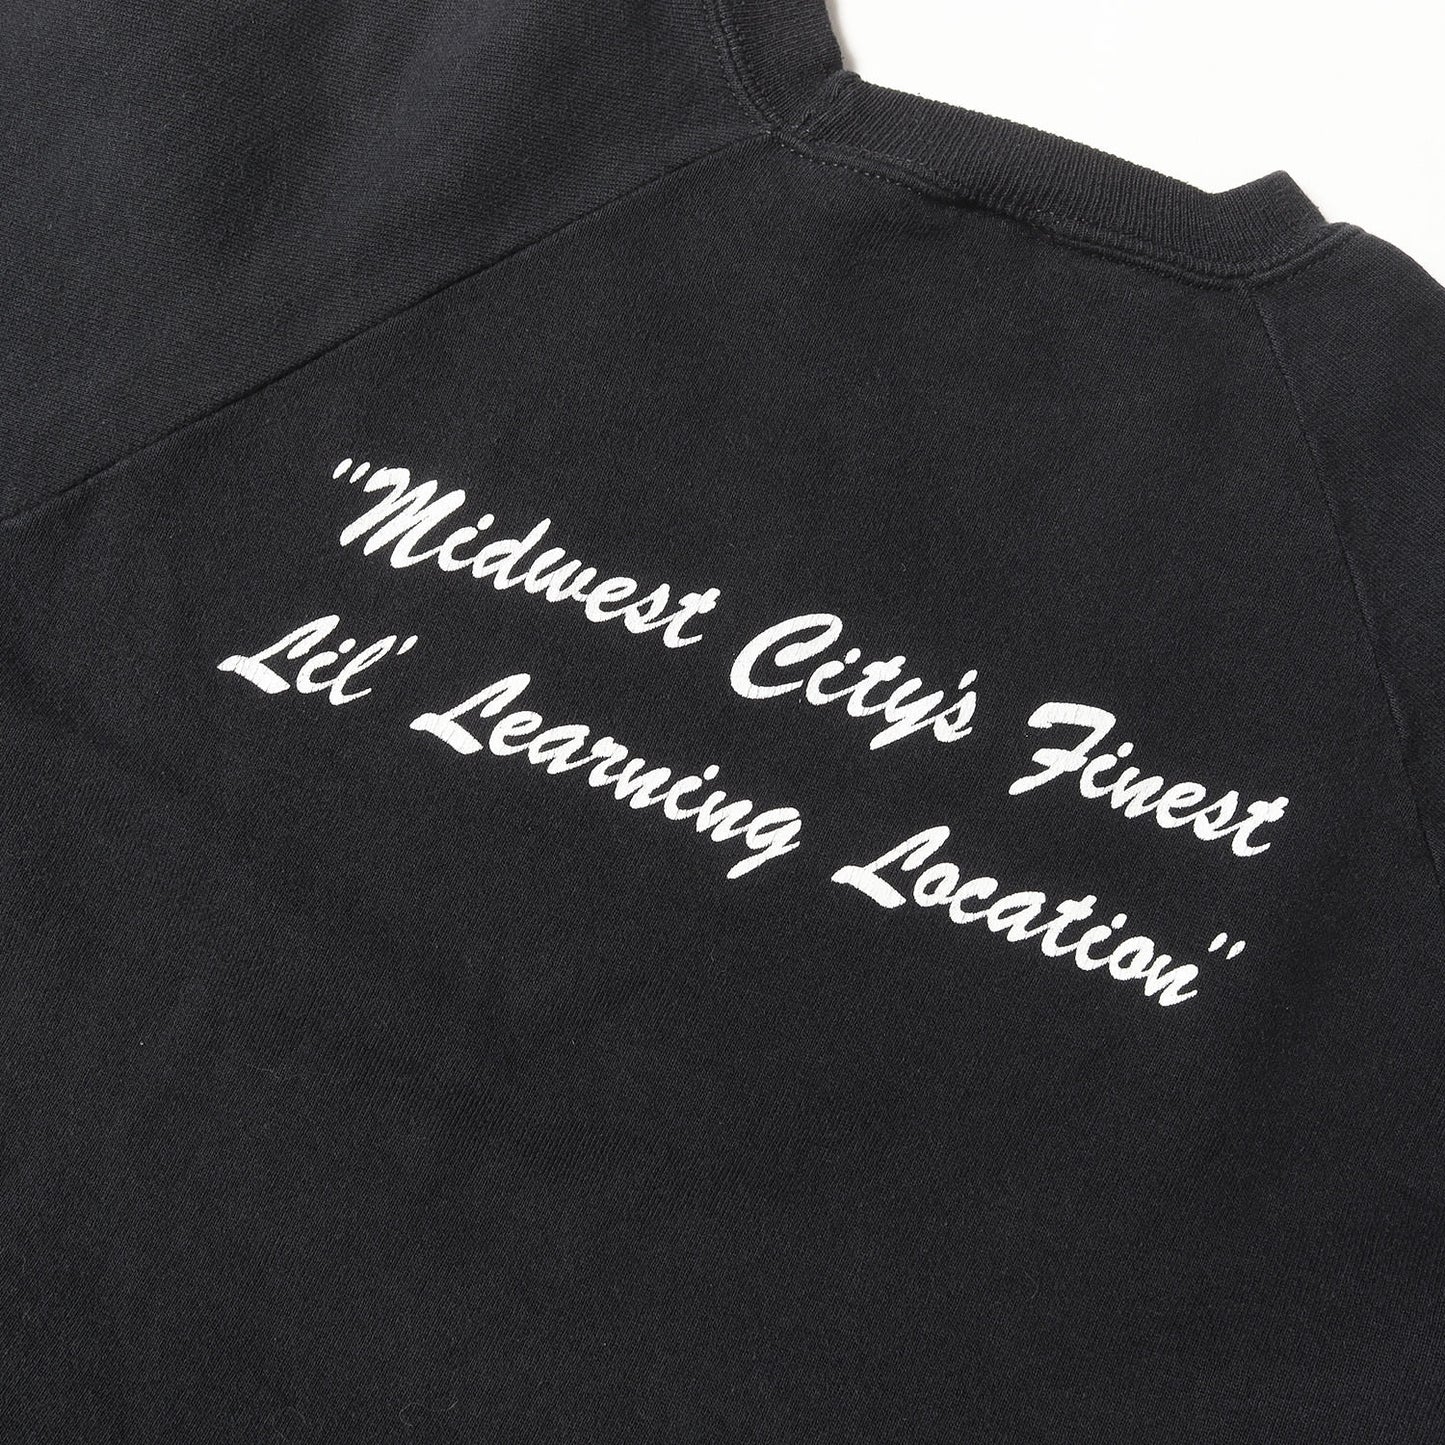 "Midwest City's Finest
Lil' Learning Location"